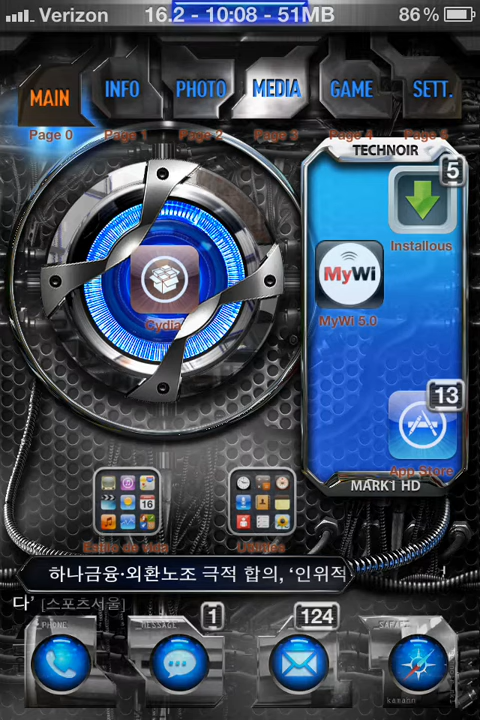 Verizon 16.2 - 10:08 - 51MB 86%
MAIN INFO PHOTO MEDIA GAME SETT.
Page 0 Page 1 Page 2 Page 3 Page 4 Page 5
TECHNOIR
5
Installous
MyWi
MyWi 5.0
Cydia
13
App Store
MARK1 HD
16
Estilo de vida Utilities
하나금융·외환노조 극적 합의, ‘인위적
다’ [스포츠서울]
PHONE MESSAGE 1 124 SAFARI
karaon